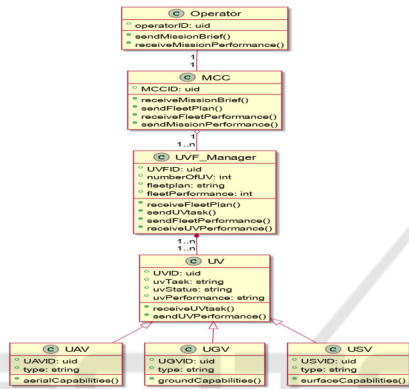 C Operator
operatorID: uid
sendMissionBrief()
receiveMissionPerformance()
1
1
C MCC
MCCID: uid
receiveMissionBrief()
sendFleetPlan()
receiveFleetPerformance()
sendMissionPerformance()
1
1..n
C UVF_Manager
UVFID: uid
numberOfUV: int
fleetplan: string
fleetPerformance: int
receiveFleetPlan()
sendUVtask()
sendFleetPerformance()
receiveUVPerformance()
1..n
1..n
C UV
UVID: uid
uvTask: string
uvStatus: string
uvPerformance: string
receiveUVtask()
sendUVPerformance()
C UAV
UAVID: uid
type: string
aerialCapabilities()
C UGV
UGVID: uid
type: string
groundCapabilities()
C USV
USVID: uid
type: string
surfaceCapabilities()